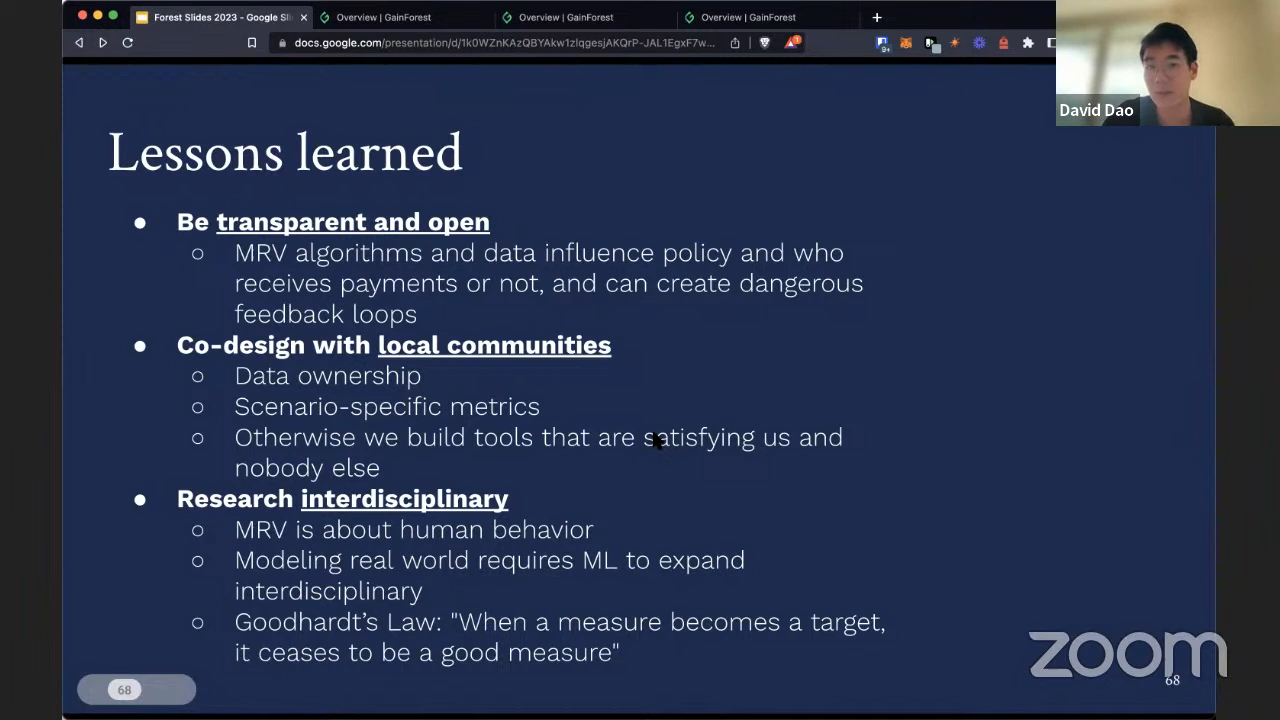 Forest Slides 2023 - Google Sli
Overview | GainForest
Overview | GainForest
Overview | GainForest
docs.google.com/presentation/d/1k0WZnKAzQBYAkw1zlqgesjAKQrP-JAL1EgxF7w...
1
9+
David Dao
Lessons learned
● Be transparent and open
○ MRV algorithms and data influence policy and who
receives payments or not, and can create dangerous
feedback loops
● Co-design with local communities
○ Data ownership
○ Scenario-specific metrics
○ Otherwise we build tools that are satisfying us and
nobody else
● Research interdisciplinary
○ MRV is about human behavior
○ Modeling real world requires ML to expand
interdisciplinary
○ Goodhardt’s Law: "When a measure becomes a target,
it ceases to be a good measure"
68
zoom
68